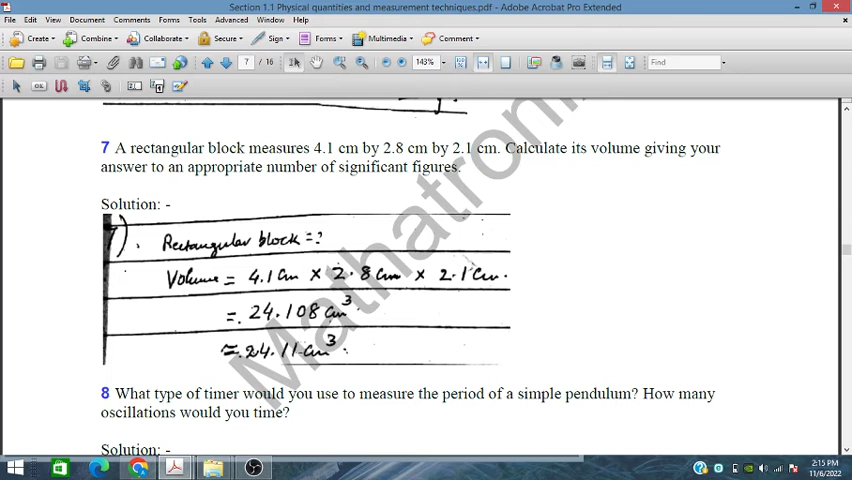 Section 1.1 Physical quantities and measurement techniques.pdf - Adobe Acrobat Pro Extended
File Edit View Document Comments Forms Tools Advanced Window Help
Create Combine Collaborate Secure Sign Forms Multimedia Comment
7 / 16 143% Find
7 A rectangular block measures 4.1 cm by 2.8 cm by 2.1 cm. Calculate its volume giving your
answer to an appropriate number of significant figures.
Solution: -
7). Rectangular block = ?
Volume = 4.1 cm × 2.8 cm × 2.1 cm.
= 24.108 cm³.
≈ 24.11 cm³.
8 What type of timer would you use to measure the period of a simple pendulum? How many
oscillations would you time?
Solution: -
2:15 PM
11/6/2022